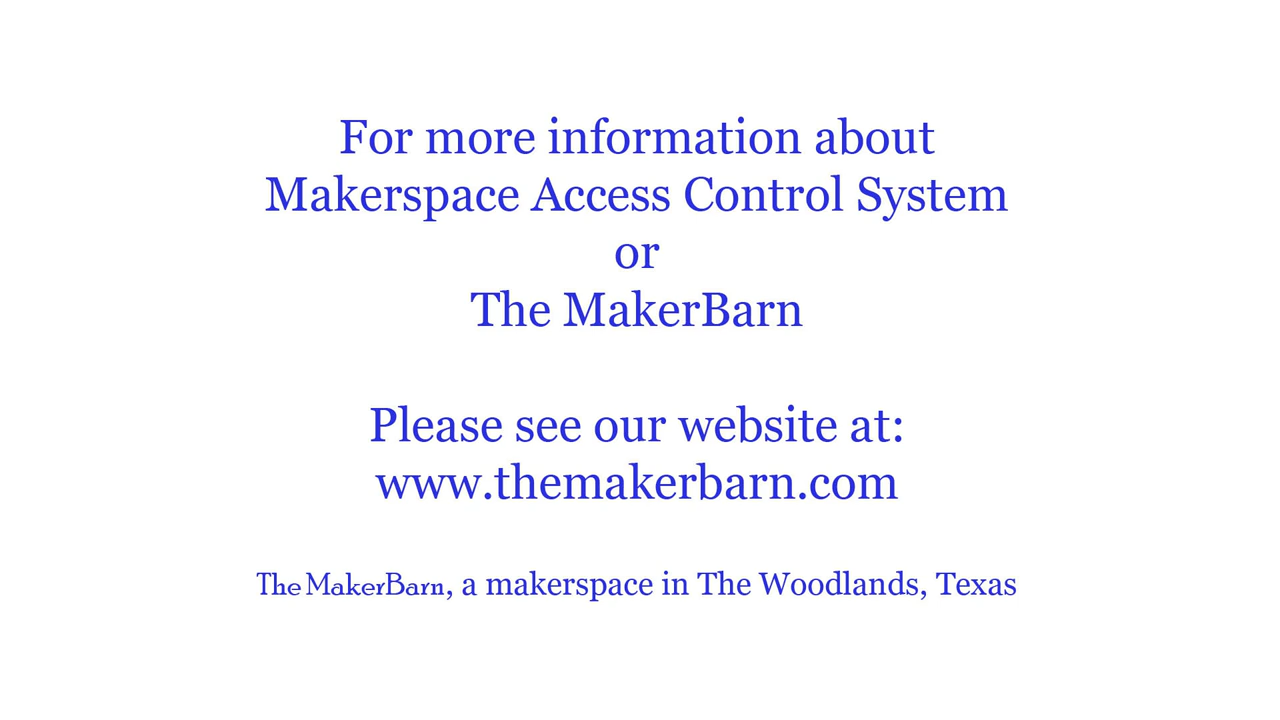 For more information about
Makerspace Access Control System
or
The MakerBarn
Please see our website at:
www.themakerbarn.com
The MakerBarn, a makerspace in The Woodlands, Texas